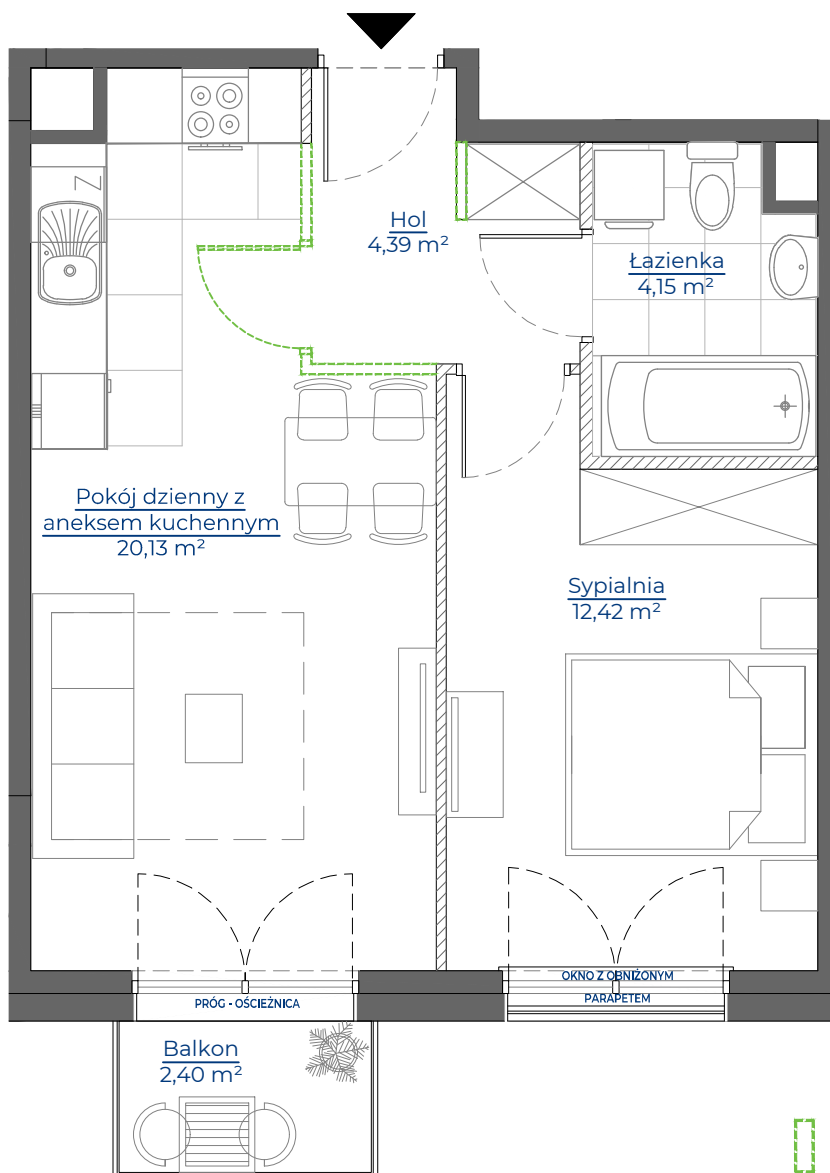 Hol
4,39 m²
Łazienka
4,15 m²
Z
Pokój dzienny z
aneksem kuchennym
20,13 m²
Sypialnia
12,42 m²
OKNO Z OBNIŻONYM
PARAPETEM
PRÓG - OŚCIEŻNICA
Balkon
2,40 m²